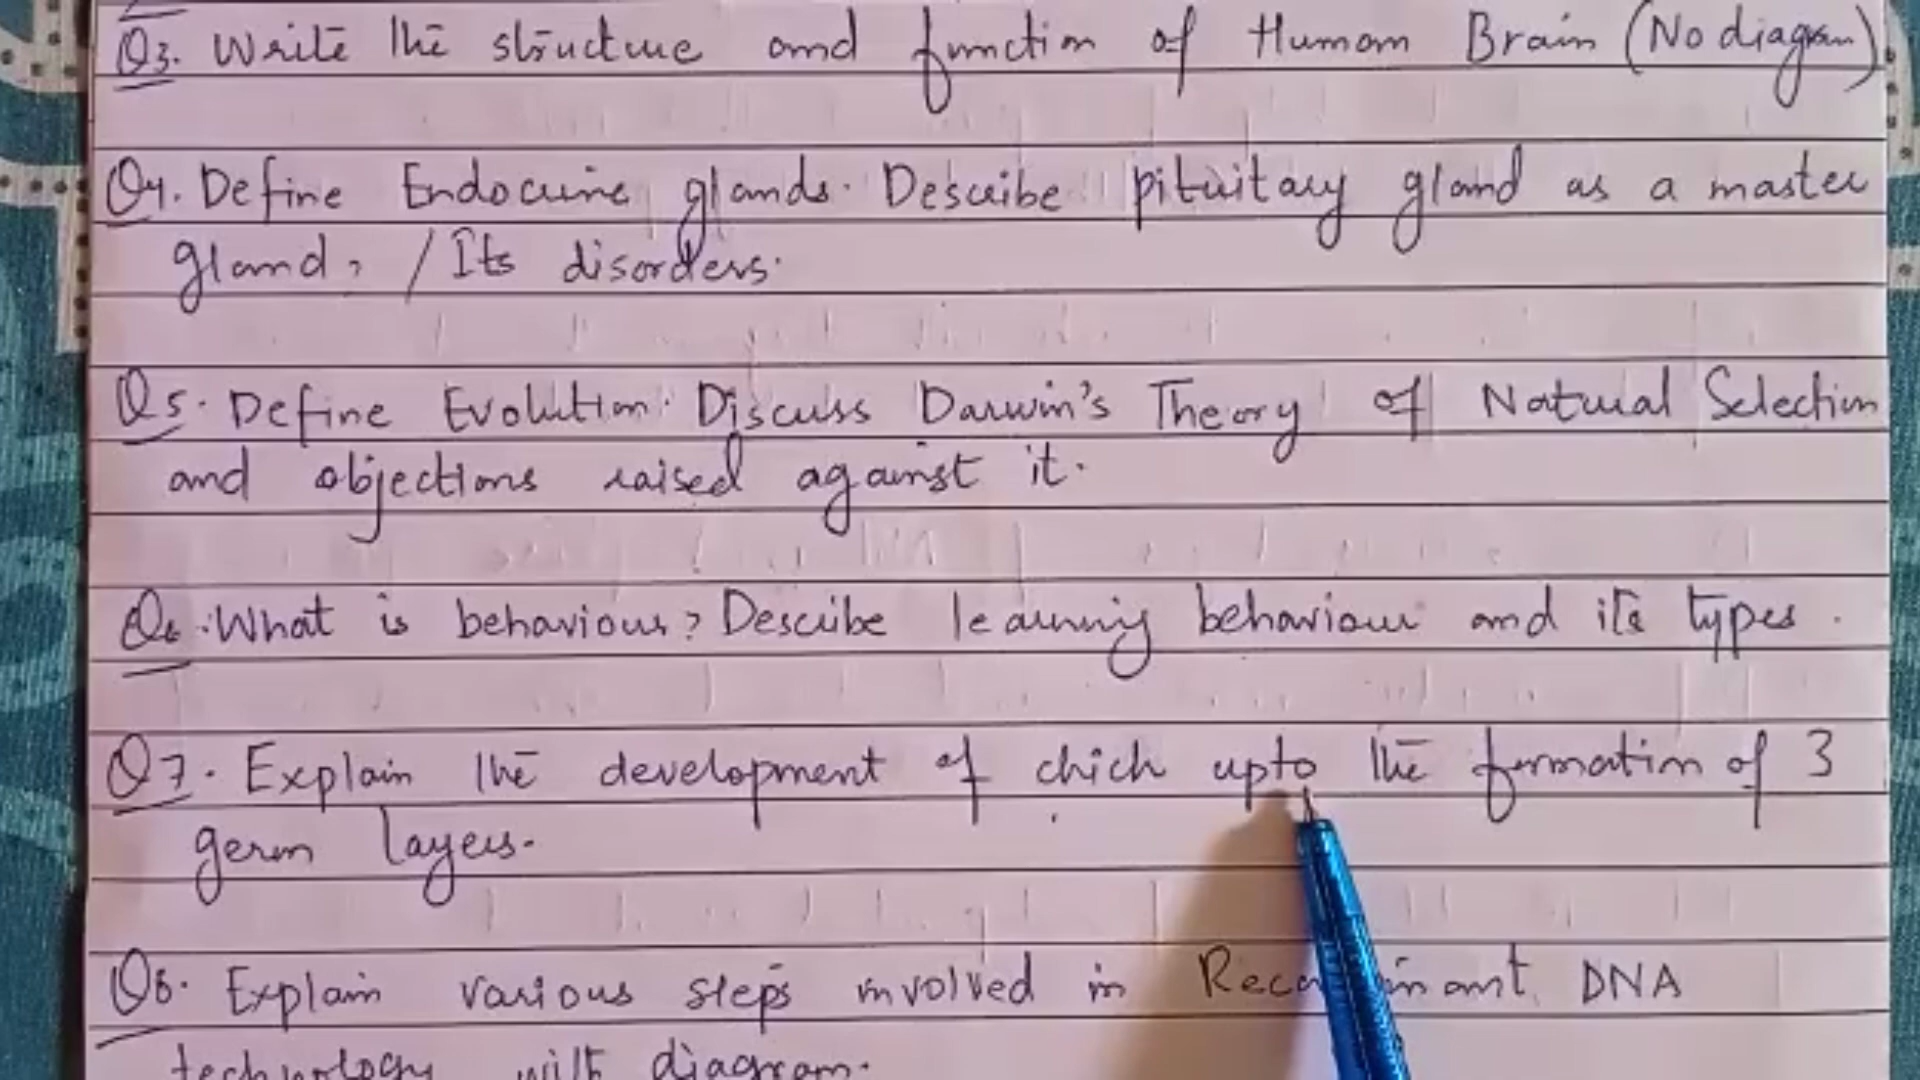 Q3. Write the structure and function of Human Brain (No diagram).
Q4. Define Endocrine glands. Describe pituitary gland as a master
gland, / Its disorders.
Q5. Define Evolution. Discuss Darwin's Theory of Natural Selection
and objections raised against it.
Q6. What is behaviour? Describe learning behaviour and its types.
Q7. Explain the development of chick upto the formation of 3
germ layers.
Q8. Explain various steps involved in DNA
technology with diagram.